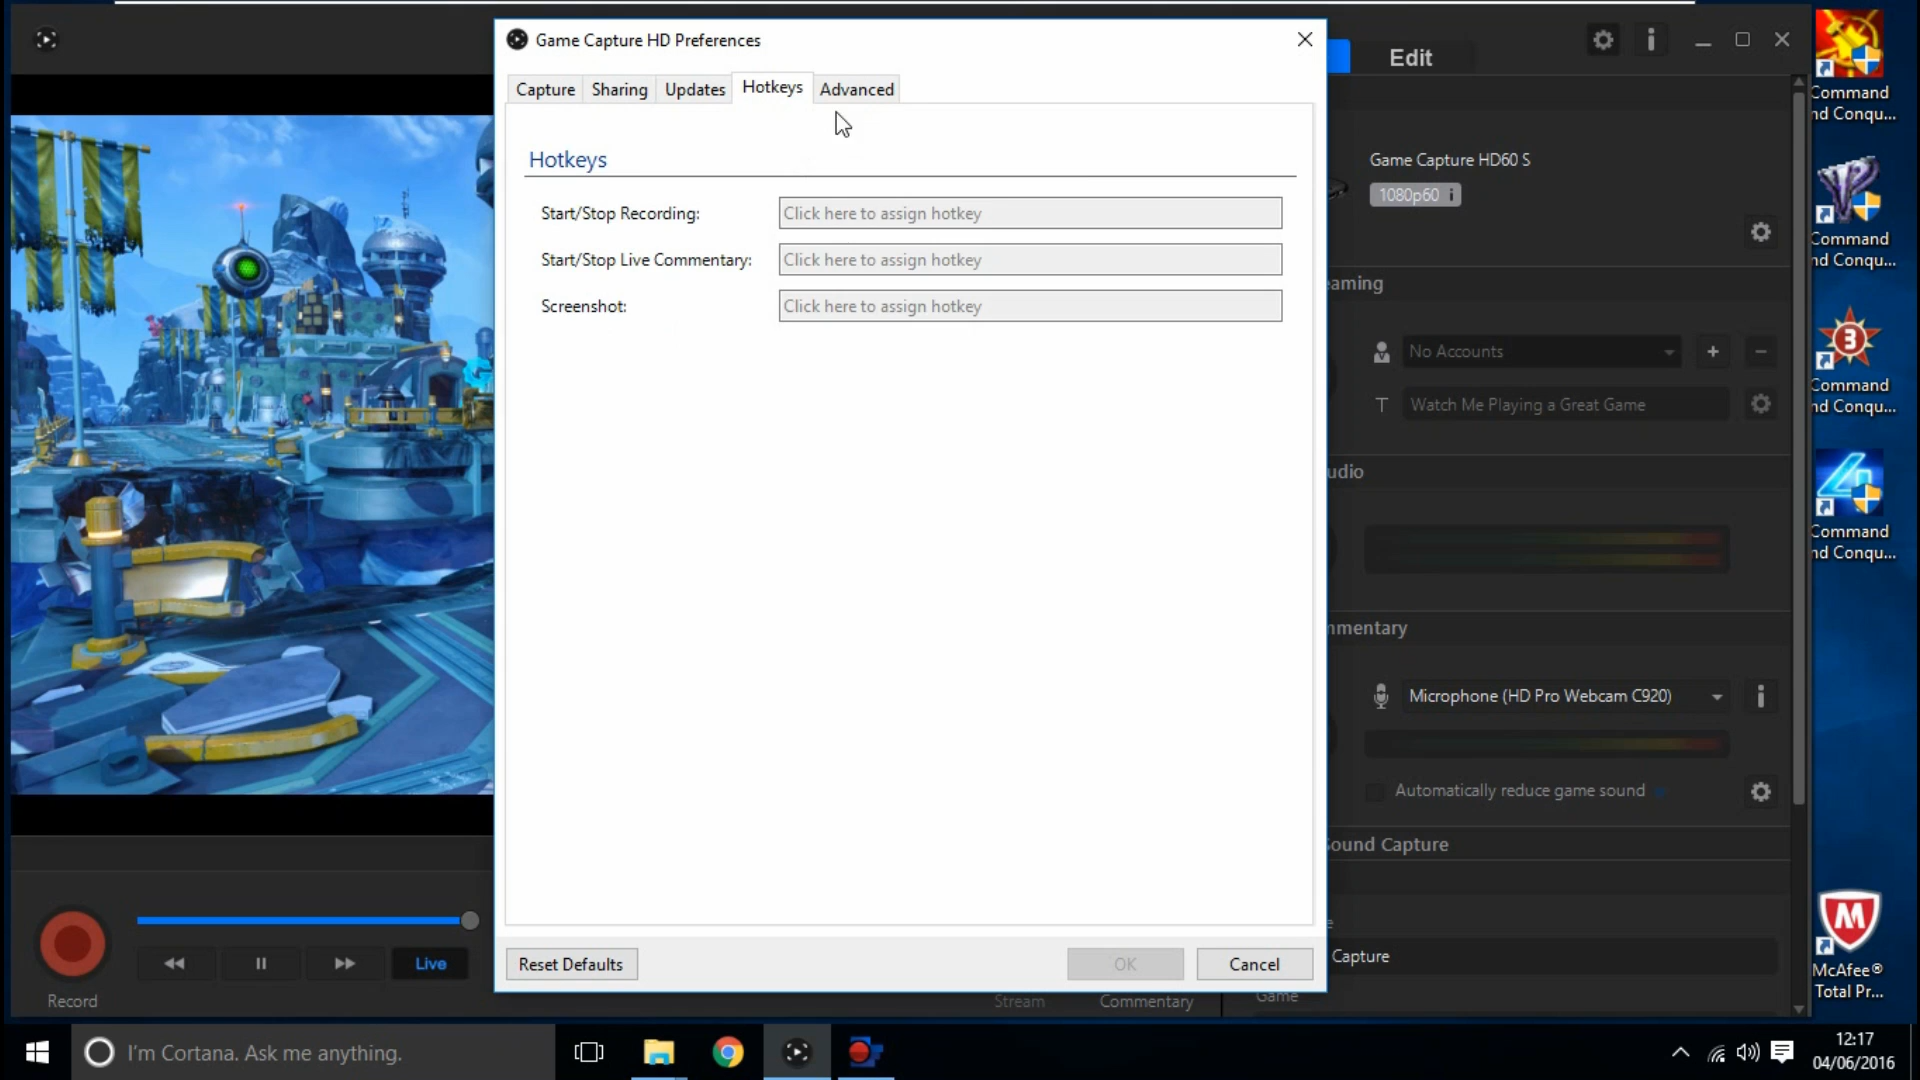 Game Capture HD Preferences
Capture
Sharing
Updates
Hotkeys
Advanced
Hotkeys
Start/Stop Recording:
Click here to assign hotkey
Start/Stop Live Commentary:
Click here to assign hotkey
Screenshot:
Click here to assign hotkey
Reset Defaults
OK
Cancel
Edit
Game Capture HD60 S
1080p60 i
eaming
No Accounts
+
−
T
Watch Me Playing a Great Game
udio
mmentary
Microphone (HD Pro Webcam C920)
Automatically reduce game sound
ound Capture
e
Capture
Game
Stream
Commentary
Live
Record
Command
nd Conqu...
Command
nd Conqu...
3
Command
nd Conqu...
4
Command
nd Conqu...
McAfee®
Total Pr...
I'm Cortana. Ask me anything.
12:17
04/06/2016